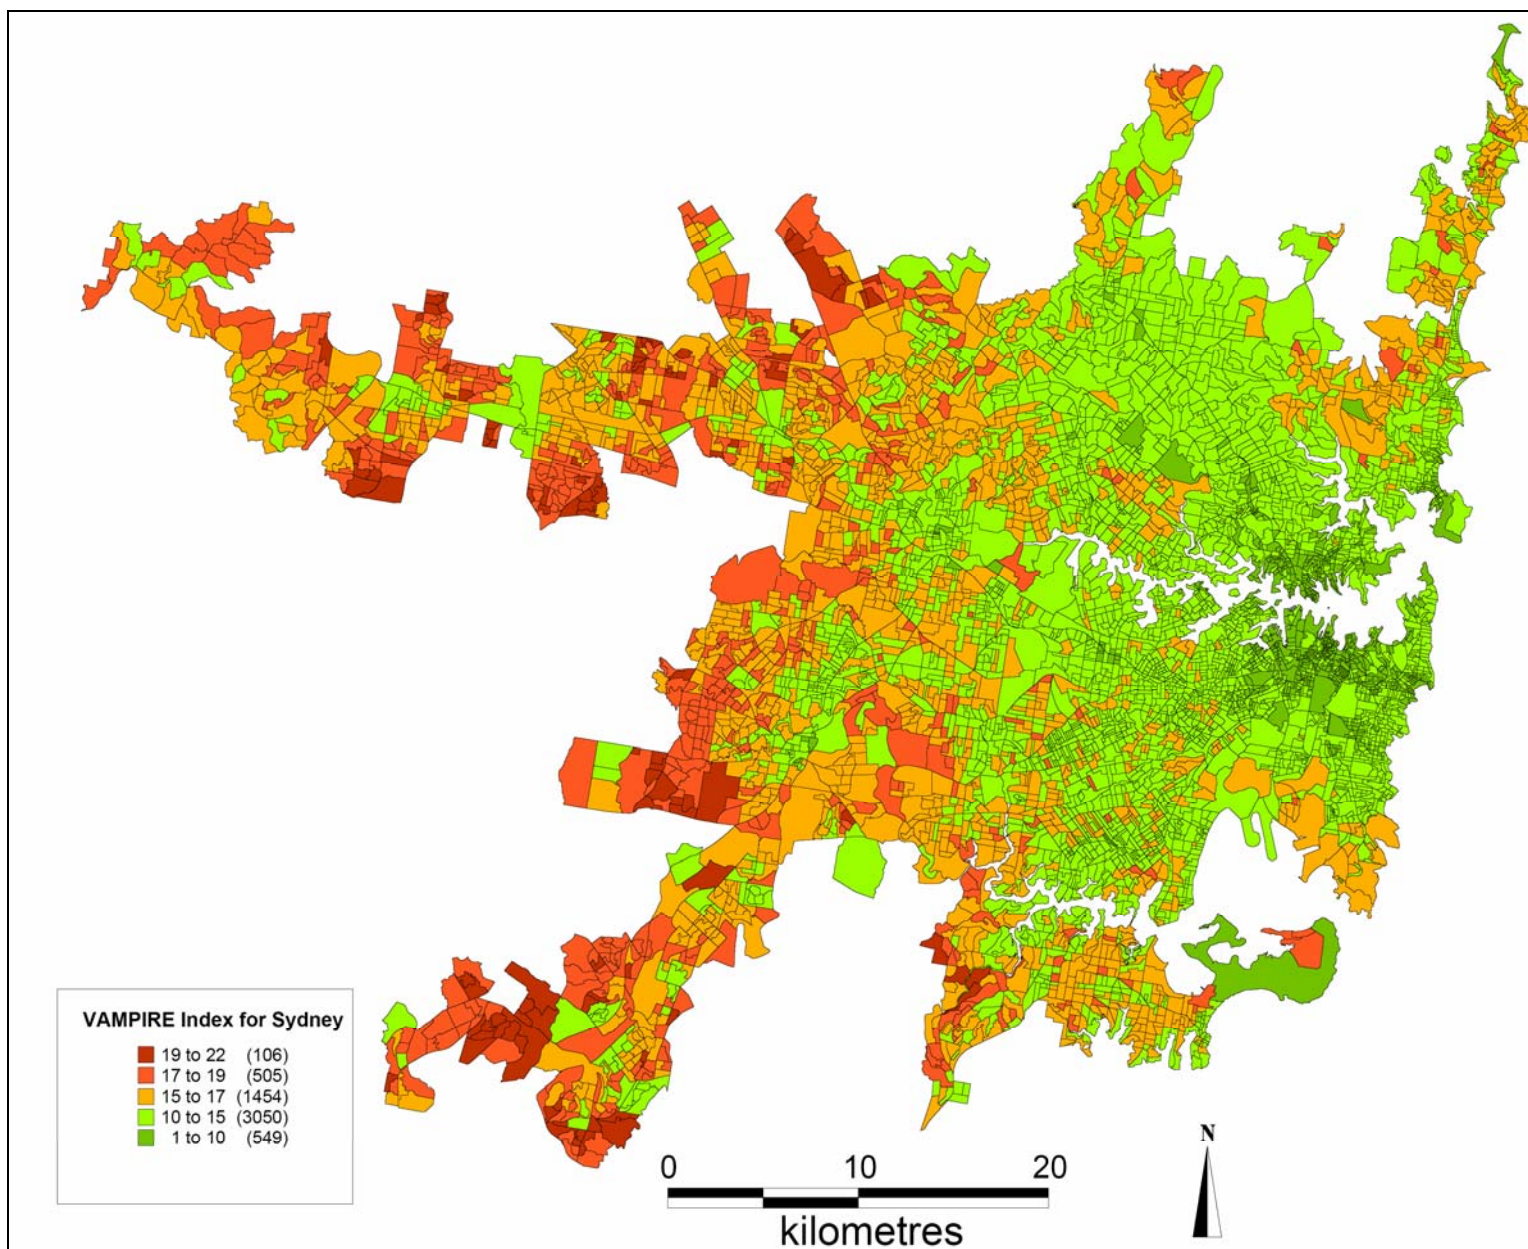 VAMPIRE Index for Sydney
19 to 22 (106)
17 to 19 (505)
15 to 17 (1454)
10 to 15 (3050)
1 to 10 (549)
0 10 20
kilometres
N